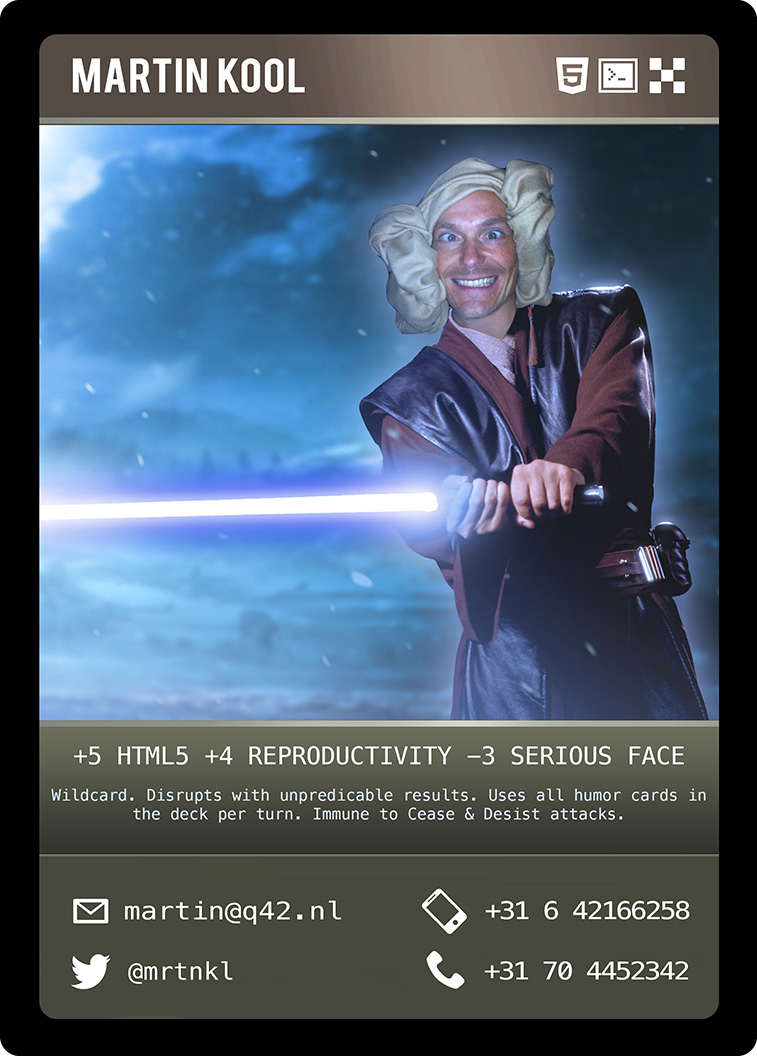 MARTIN KOOL
+5 HTML5 +4 REPRODUCTIVITY −3 SERIOUS FACE
Wildcard. Disrupts with unpredicable results. Uses all humor cards in
the deck per turn. Immune to Cease & Desist attacks.
martin@q42.nl
+31 6 42166258
@mrtnkl
+31 70 4452342